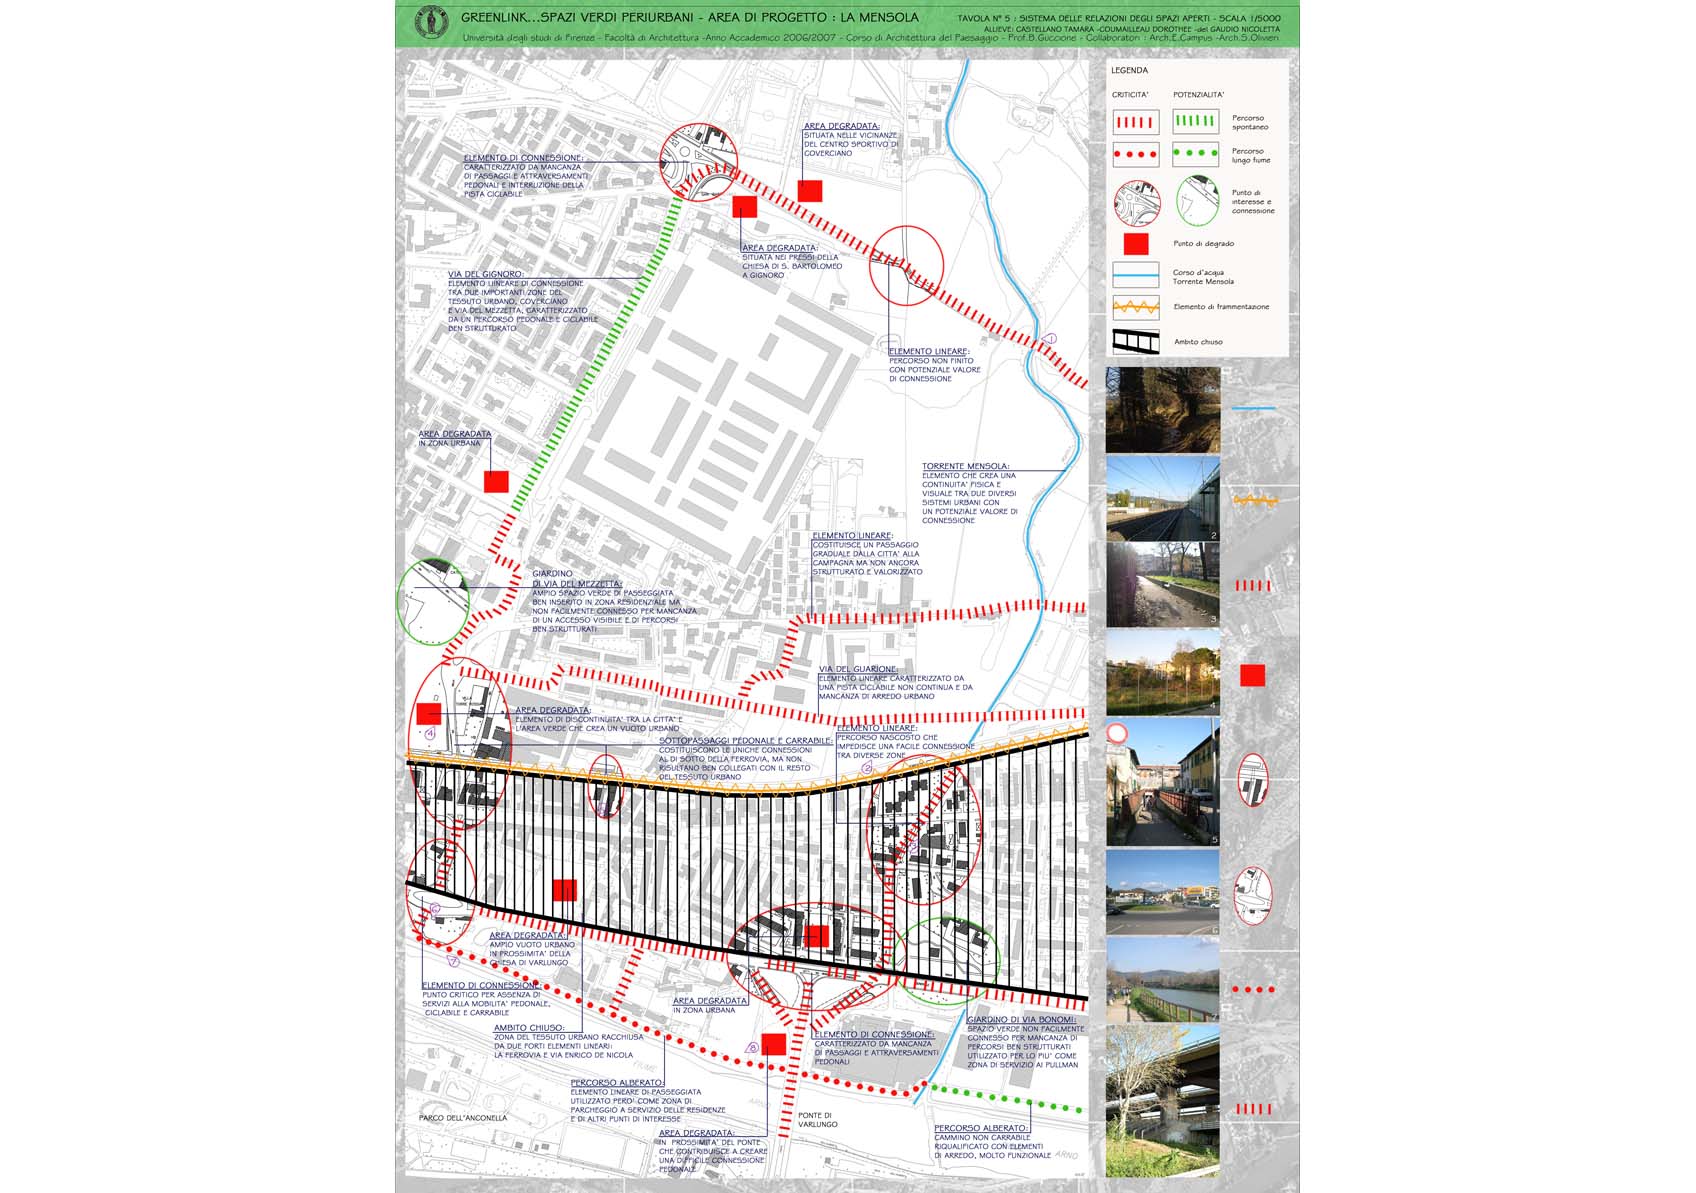 GREENLINK...SPAZI VERDI PERIURBANI - AREA DI PROGETTO : LA MENSOLA
TAVOLA N° 5 : SISTEMA DELLE RELAZIONI DEGLI SPAZI APERTI - SCALA 1/5000
ALLIEVE: CASTELLANO TAMARA -COUMAILLEAU DOROTHEE -del GAUDIO NICOLETTA
Università degli studi di Firenze - Facoltà di Architettura -Anno Accademico 2006/2007 - Corso di Architettura del Paesaggio - Prof.B.Guccione - Collaboratori : Arch.E.Campus -Arch.S.Olivieri
LEGENDA
CRITICITA'
POTENZIALITA'
Percorso
spontaneo
Percorso
lungo fume
Punto di
interesse e
connessione
Punto di degrado
Corso d'acqua
Torrente Mensola
Elemento di frammentazione
Ambito chiuso
ELEMENTO DI CONNESSIONE:
CARATTERIZZATO DA MANCANZA
DI PASSAGGI E ATTRAVERSAMENTI
PEDONALI E INTERRUZIONE DELLA
PISTA CICLABILE
AREA DEGRADATA:
SITUATA NELLE VICINANZE
DEL CENTRO SPORTIVO DI
COVERCIANO
AREA DEGRADATA:
SITUATA NEI PRESSI DELLA
CHIESA DI S. BARTOLOMEO
A GIGNORO
VIA DEL GIGNORO:
ELEMENTO LIINEARE DI CONNESSIONE
TRA DUE IMPORTANTI ZONE DEL
TESSUTO URBANO, COVERCIANO
E VIA DEL MEZZETTA, CARATTERIZZATO
DA UN PERCORSO PEDONALE E CICLABILE
BEN STRUTTURATO
ELEMENTO LINEARE:
PERCORSO NON FINITO
CON POTENZIALE VALORE
DI CONNESSIONE
1
AREA DEGRADATA
IN ZONA URBANA
TORRENTE MENSOLA:
ELEMENTO CHE CREA UNA
CONTINUITA' FISICA E
VISUALE TRA DUE DIVERSI
SISTEMI URBANI CON
UN POTENZIALE VALORE DI
CONNESSIONE
ELEMENTO LINEARE:
COSTITUISCE UN PASSAGGIO
GRADUALE DALLA CITTA' ALLA
CAMPAGNA MA NON ANCORA
STRUTTURATO E VALORIZZATO
GIARDINO
DI VIA DEL MEZZETTA:
AMPIO SPAZIO VERDE DI PASSEGGIATA
BEN INSERITO IN ZONA RESIDENZIALE MA
NON FACILMENTE CONNESSO PER MANCANZA
DI UN ACCESSO VISIBILE E DI PERCORSI
BEN STRUTTURATI
VIA DEL GUARIONE:
ELEMENTO LINEARE CARATTERIZZATO DA
UNA PISTA CICLABILE NON CONTINUA E DA
MANCANZA DI ARREDO URBANO
AREA DEGRADATA:
ELEMENTO DI DISCONTINUITA' TRA LA CITTA' E
L'AREA VERDE CHE CREA UN VUOTO URBANO
4
SOTTOPASSAGGI PEDONALE E CARRABILE:
COSTITUISCONO LE UNICHE CONNESSIONI
AL DI SOTTO DELLA FERROVIA, MA NON
RISULTANO BEN COLLEGATI CON IL RESTO
DEL TESSUTO URBANO
ELEMENTO LINEARE:
PERCORSO NASCOSTO CHE
IMPEDISCE UNA FACILE CONNESSIONE
TRA DIVERSE ZONE
2
6
7
AREA DEGRADATA:
AMPIO VUOTO URBANO
IN PROSSIMITA' DELLA
CHIESA DI VARLUNGO
ELEMENTO DI CONNESSIONE:
PUNTO CRITICO PER ASSENZA DI
SERVIZI ALLA MOBILITA' PEDONALE,
CICLABILE E CARRABILE
AMBITO CHIUSO:
ZONA DEL TESSUTO URBANO RACCHIUSA
DA DUE FORTI ELEMENTI LINEARI:
LA FERROVIA E VIA ENRICO DE NICOLA
AREA DEGRADATA
IN ZONA URBANA
8
ELEMENTO DI CONNESSIONE:
CARATTERIZZATO DA MANCANZA
DI PASSAGGI E ATTRAVERSAMENTI
PEDONALI
GIARDINO DI VIA BONOMI:
SPAZIO VERDE NON FACILMENTE
CONNESSO PER MANCANZA DI
PERCORSI BEN STRUTTURATI
UTILIZZATO PER LO PIU' COME
ZONA DI SERVIZIO AI PULLMAN
PERCORSO ALBERATO:
ELEMENTO LINEARE DI PASSEGGIATA
UTILIZZATO PERO' COME ZONA DI
PARCHEGGIO A SERVIZIO DELLE RESIDENZE
E DI ALTRI PUNTI DI INTERESSE
PARCO DELL'ANCONELLA
FIUME
ARNO
PONTE DI
VARLUNGO
AREA DEGRADATA:
IN PROSSIMITA' DEL PONTE
CHE CONTRIBUISCE A CREARE
UNA DIFFICILE CONNESSIONE
PEDONALE
PERCORSO ALBERATO:
CAMMINO NON CARRABILE
RIQUALIFICATO CON ELEMENTI
DI ARREDO, MOLTO FUNZIONALE
ARNO
2
3
4
5
6